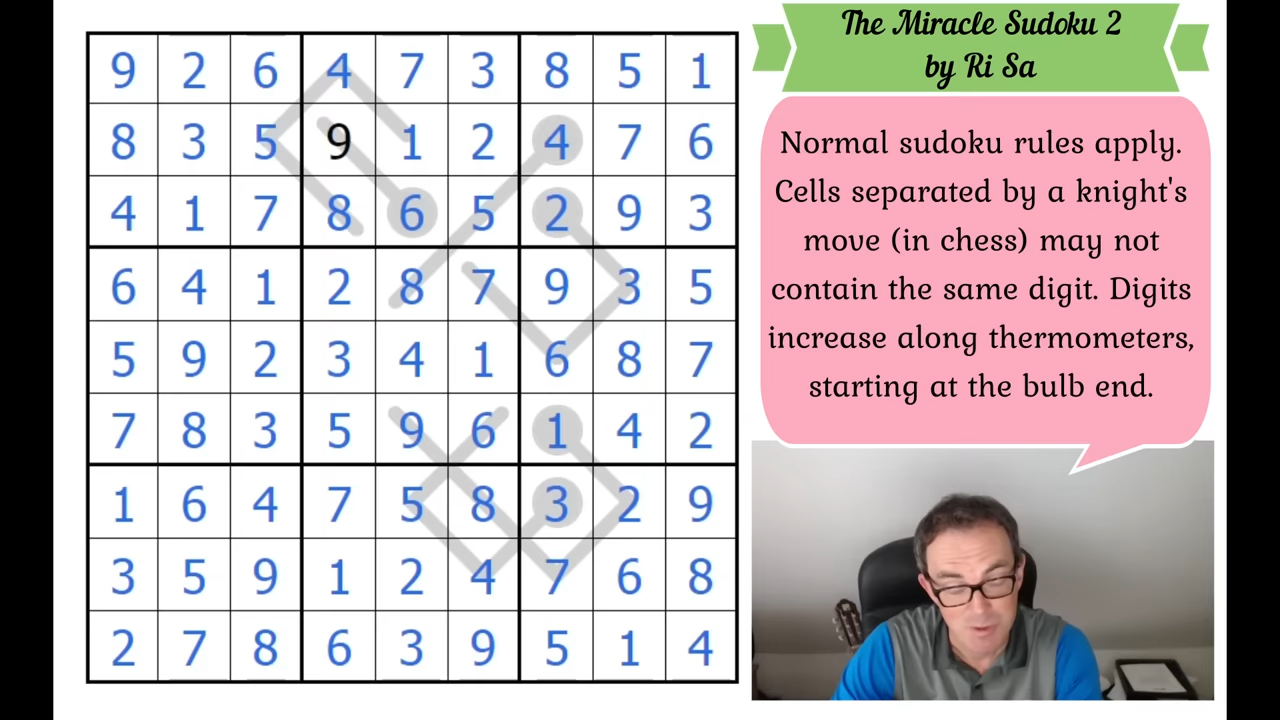 The Miracle Sudoku 2
by Ri Sa
Normal sudoku rules apply.
Cells separated by a knight's
move (in chess) may not
contain the same digit. Digits
increase along thermometers,
starting at the bulb end.
9 2 6 4 7 3 8 5 1
8 3 5 9 1 2 4 7 6
4 1 7 8 6 5 2 9 3
6 4 1 2 8 7 9 3 5
5 9 2 3 4 1 6 8 7
7 8 3 5 9 6 1 4 2
1 6 4 7 5 8 3 2 9
3 5 9 1 2 4 7 6 8
2 7 8 6 3 9 5 1 4